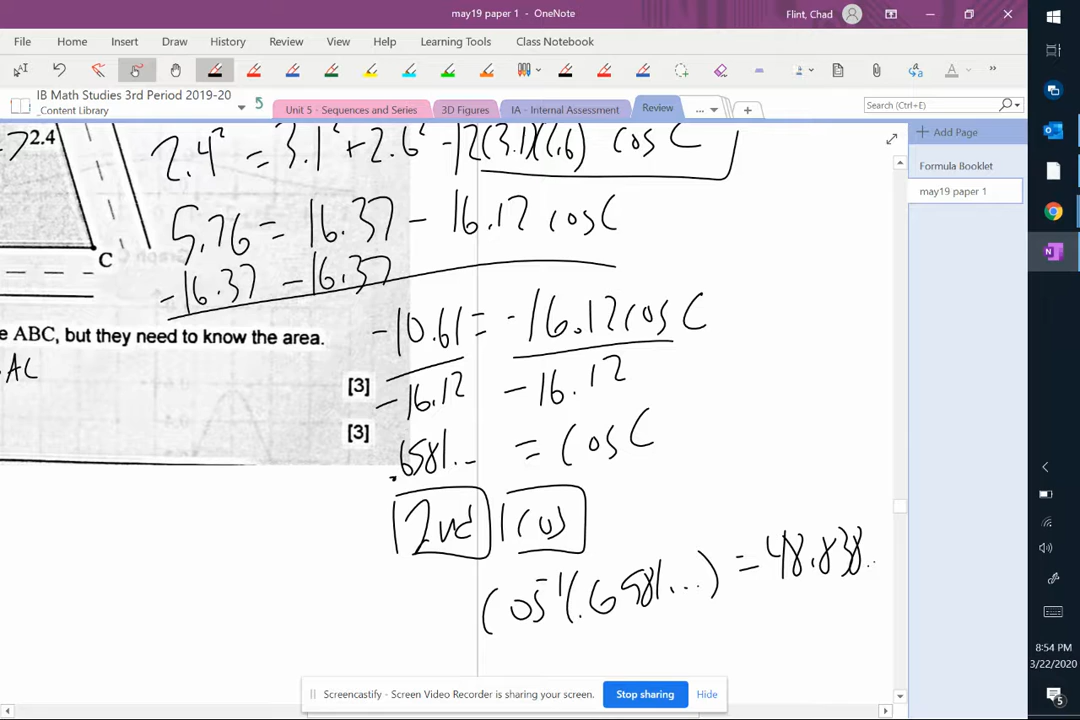 may19 paper 1 - OneNote
Flint, Chad
File Home Insert Draw History Review View Help Learning Tools Class Notebook
IB Math Studies 3rd Period 2019-20
_Content Library
Unit 5 - Sequences and Series 3D Figures IA - Internal Assessment Review ... +
Search (Ctrl+E)
Add Page
Formula Booklet
may19 paper 1
2.4
2.4² = 3.1² + 2.6² - 2(3.1)(2.6) cos C
5.76 = 16.37 - 16.12 cos C
C
-16.37 - 16.37
-10.61 = -16.12 cos C
e ABC, but they need to know the area.
AC
-16.12 -16.12
[3]
[3]
.6581... = cos C
2nd cos
cos⁻¹(.6581...) = 48.838..
Screencastify - Screen Video Recorder is sharing your screen. Stop sharing Hide
8:54 PM
3/22/2020
5